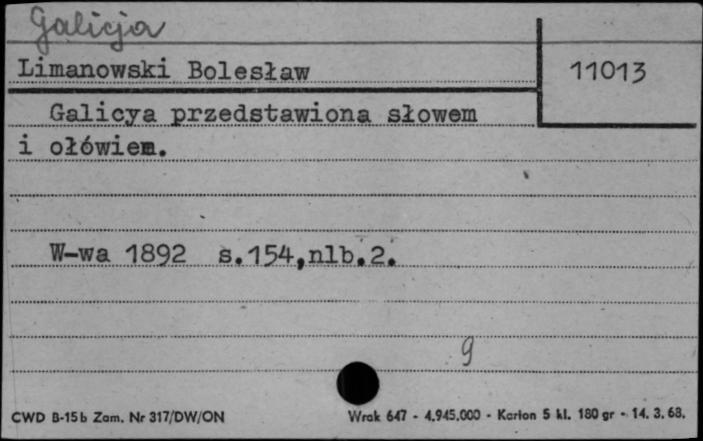 Galicja
Limanowski Bolesław
11013
Galicya przedstawiona słowem
i ołówiem.
W-wa 1892 s.154,nlb.2.
9
CWD B-15b Zam. Nr 317/DW/ON Wrak 647 - 4.945.000 - Karton 5 kl. 180 gr - 14. 3. 68.